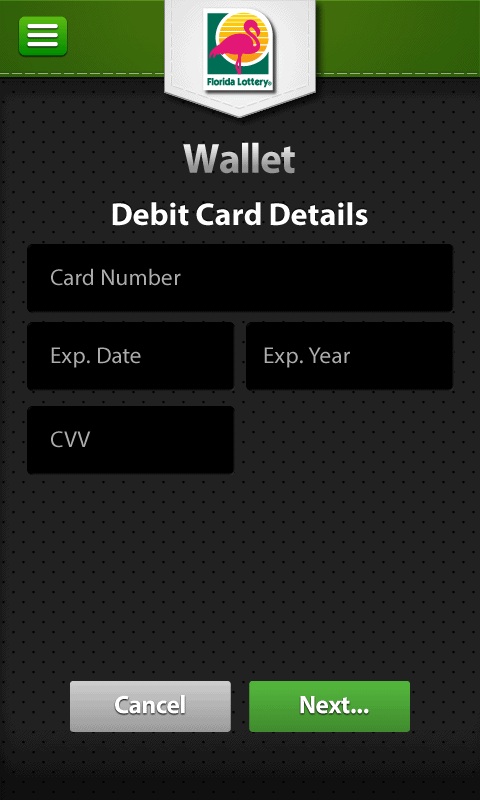 Florida Lottery®
Wallet
Debit Card Details
Card Number
Exp. Date
Exp. Year
CVV
Cancel
Next...